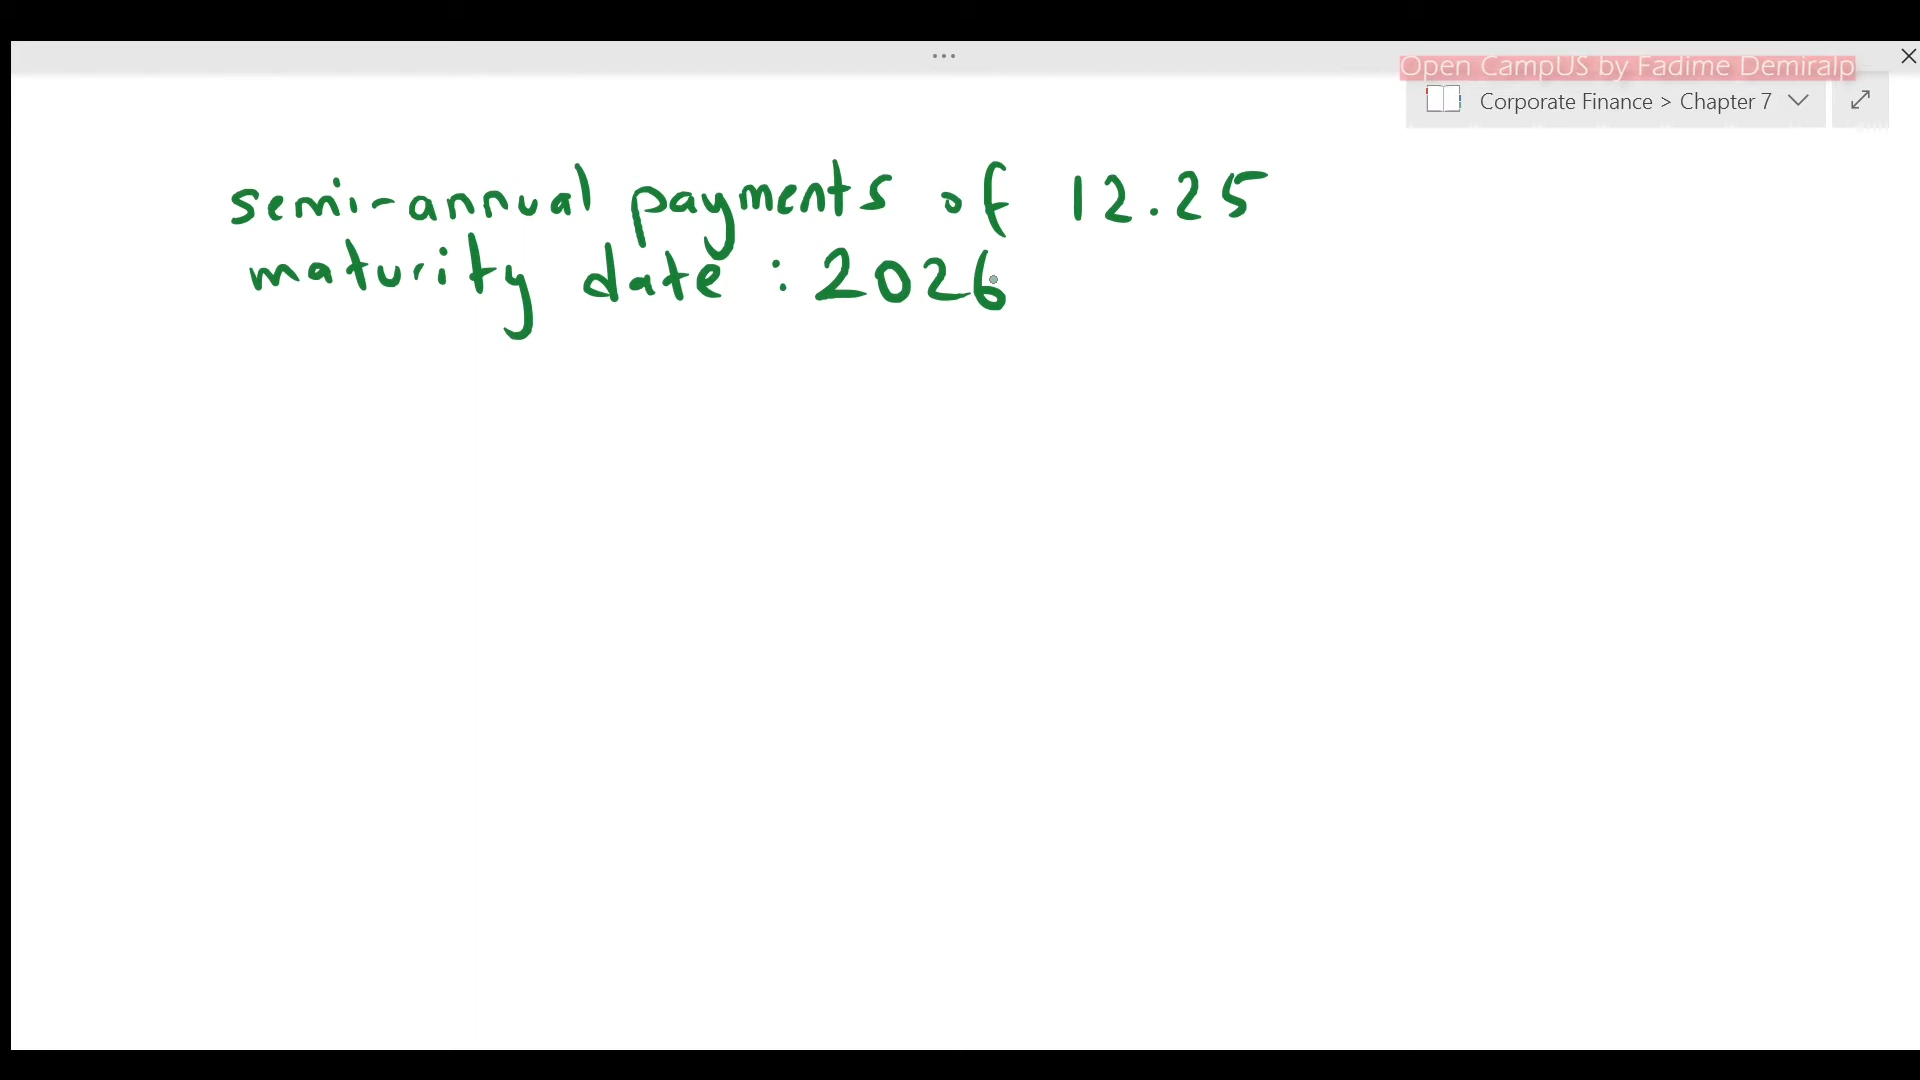 Open CampUS by Fadime Demiralp
Corporate Finance > Chapter 7
semi-annual payments of 12.25
maturity date : 2026